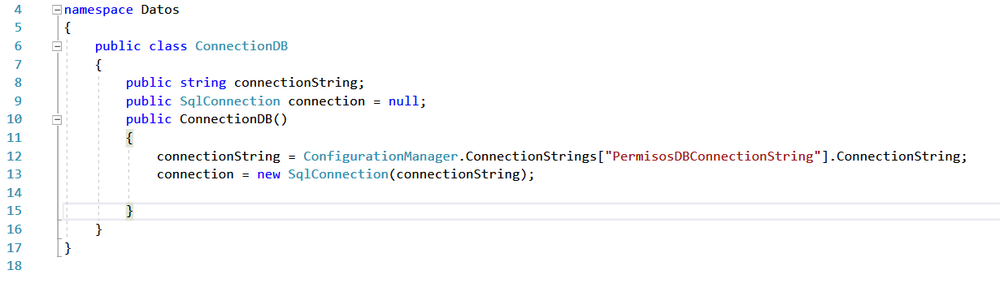 4 namespace Datos
5 {
6 public class ConnectionDB
7 {
8 public string connectionString;
9 public SqlConnection connection = null;
10 public ConnectionDB()
11 {
12 connectionString = ConfigurationManager.ConnectionStrings["PermisosDBConnectionString"].ConnectionString;
13 connection = new SqlConnection(connectionString);
14
15 }
16 }
17 }
18